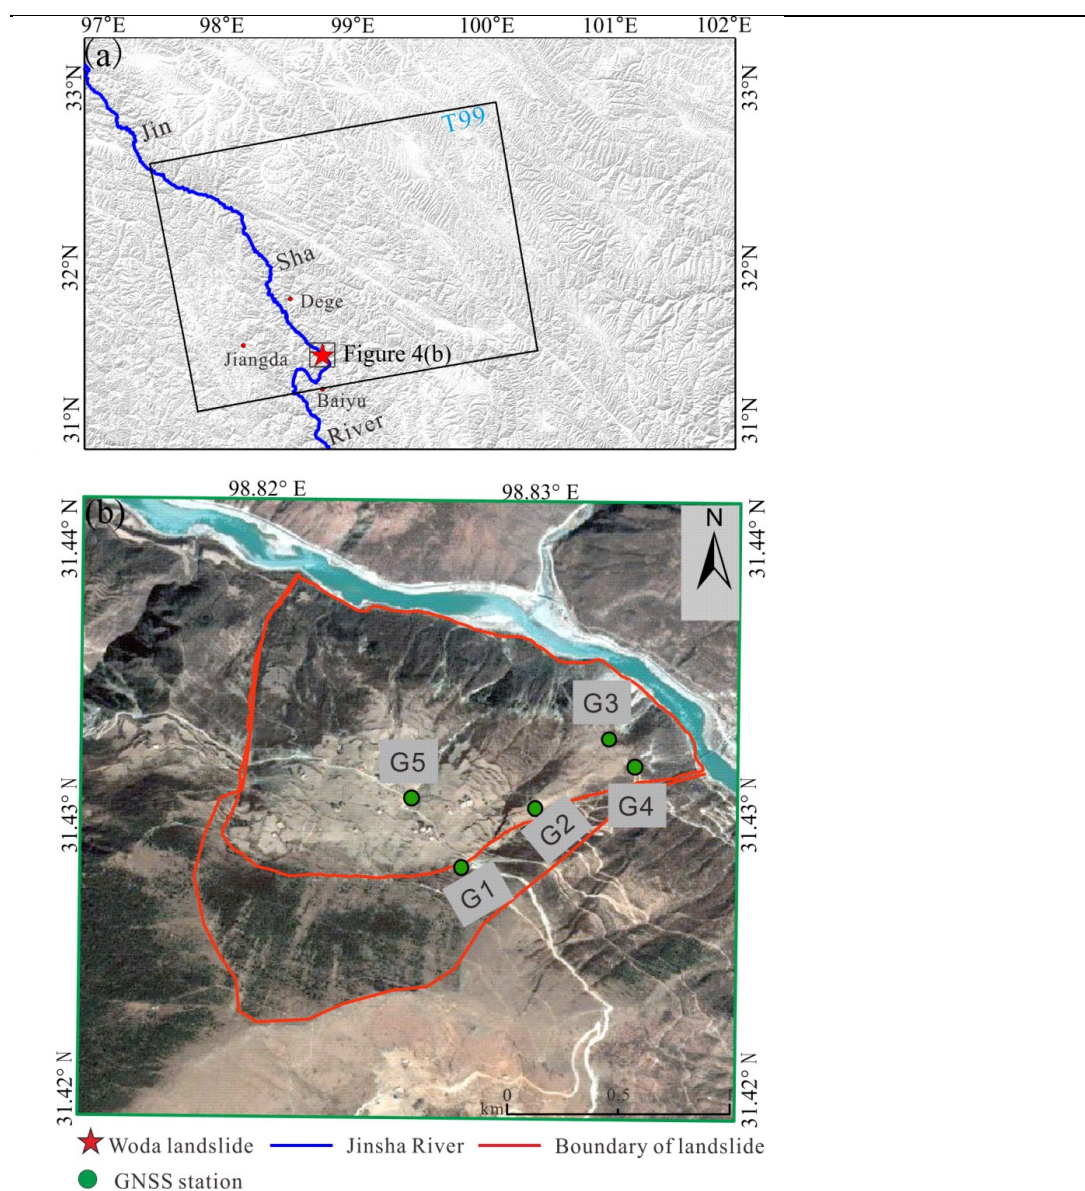 97°E 98°E 99°E 100°E 101°E 102°E
(a)
33°N 33°N
T99
Jin
Sha
32°N 32°N
Dege
Jiangda
Figure 4(b)
Baiyu
31°N 31°N
River
98.82° E 98.83° E
(b)
N
31.44° N 31.44° N
G3
G5
G4
G2
31.43° N 31.43° N
G1
31.42° N 31.42° N
0 0.5 1
km
Woda landslide Jinsha River Boundary of landslide
GNSS station